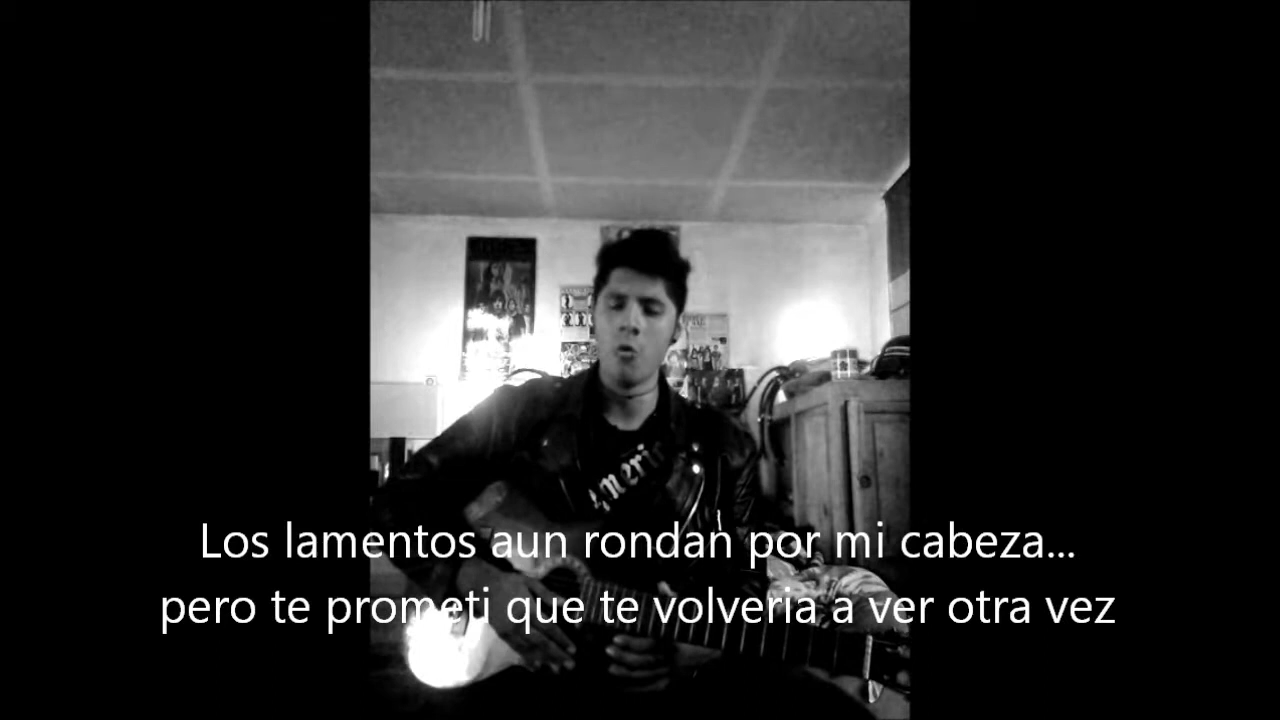 Los lamentos aun rondan por mi cabeza...
pero te prometi que te volveria a ver otra vez